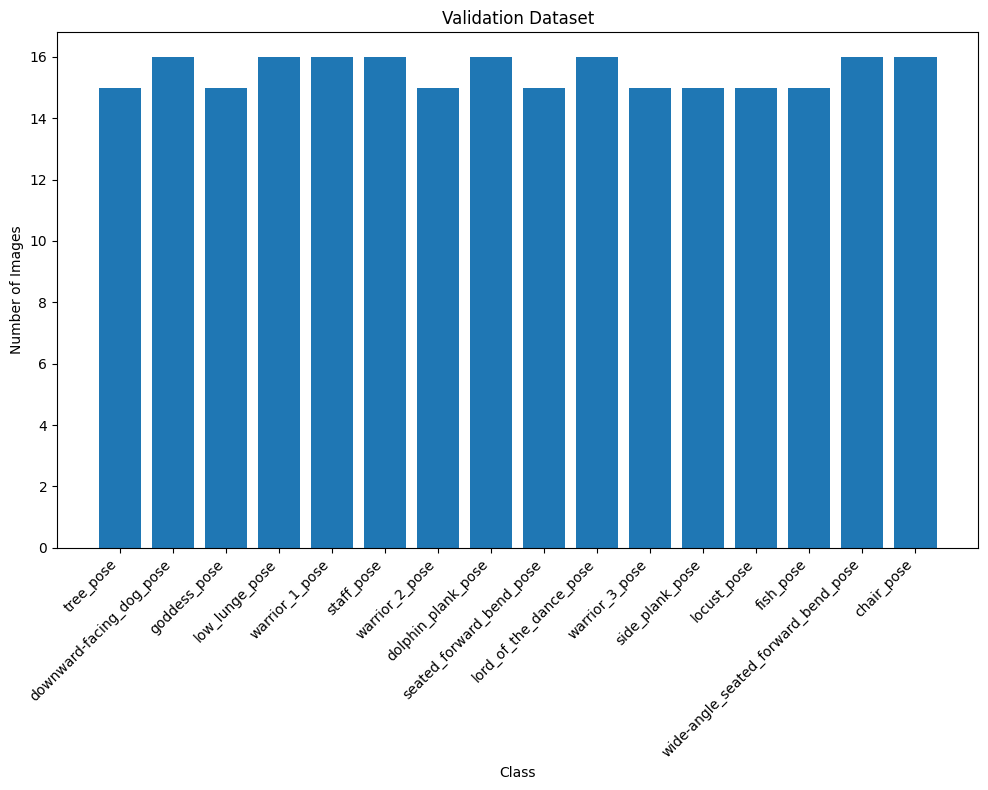 Validation Dataset
Number of Images
16
14
12
10
8
6
4
2
0
tree_pose
downward-facing_dog_pose
goddess_pose
low_lunge_pose
warrior_1_pose
staff_pose
warrior_2_pose
dolphin_plank_pose
seated_forward_bend_pose
lord_of_the_dance_pose
warrior_3_pose
side_plank_pose
locust_pose
fish_pose
wide-angle_seated_forward_bend_pose
chair_pose
Class